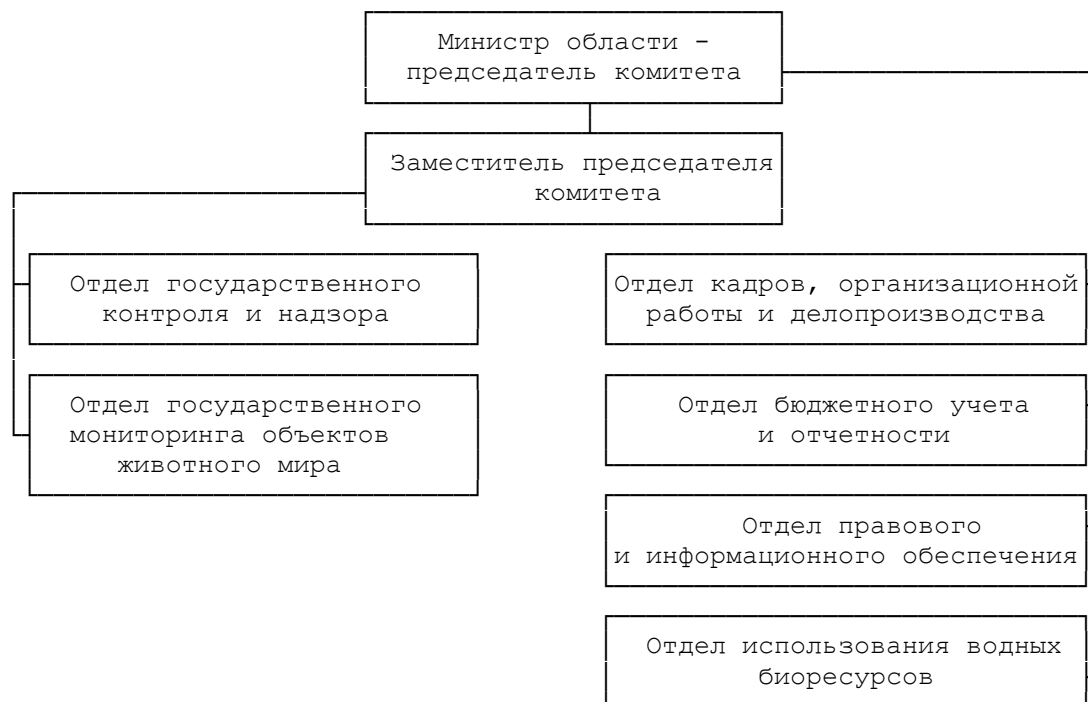 Министр области -
председатель комитета
Заместитель председателя
комитета
Отдел государственного
контроля и надзора
Отдел кадров, организационной
работы и делопроизводства
Отдел государственного
мониторинга объектов
животного мира
Отдел бюджетного учета
и отчетности
Отдел правового
и информационного обеспечения
Отдел использования водных
биоресурсов